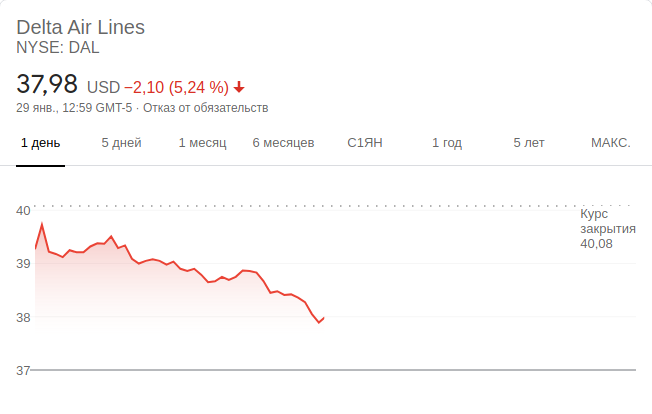 Delta Air Lines
NYSE: DAL
37,98 USD −2,10 (5,24 %)
29 янв., 12:59 GMT-5 · Отказ от обязательств
1 день 5 дней 1 месяц 6 месяцев С1ЯН 1 год 5 лет МАКС.
40
Курс
закрытия
40,08
39
38
37